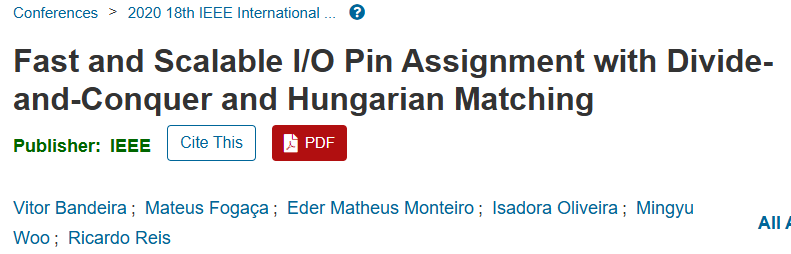 Conferences > 2020 18th IEEE International ... ?
Fast and Scalable I/O Pin Assignment with Divide-
and-Conquer and Hungarian Matching
Publisher: IEEE Cite This PDF
Vitor Bandeira ; Mateus Fogaça ; Eder Matheus Monteiro ; Isadora Oliveira ; Mingyu
Woo ; Ricardo Reis
All